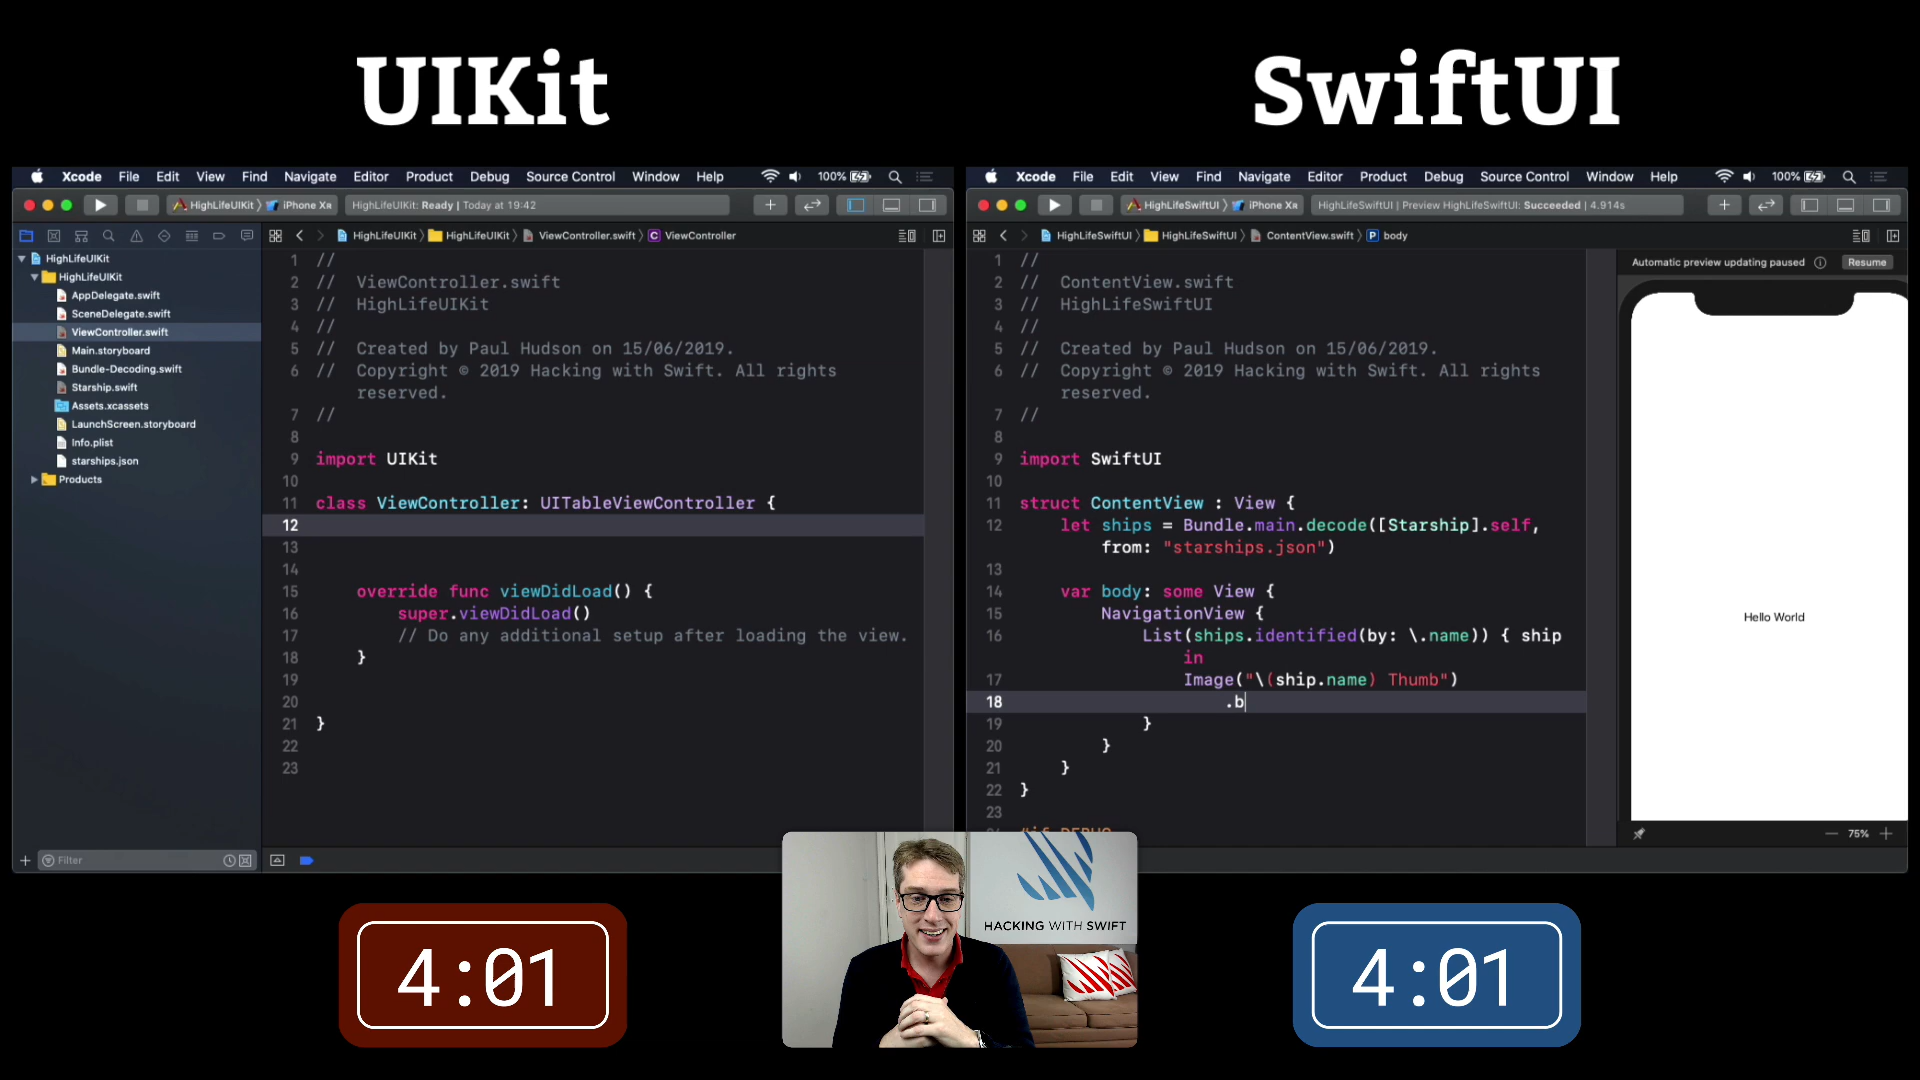 UIKit
SwiftUI
Xcode File Edit View Find Navigate Editor Product Debug Source Control Window Help 100%
HighLifeUIKit iPhone XR HighLifeUIKit: Ready | Today at 19:42
HighLifeUIKit HighLifeUIKit ViewController.swift C ViewController
HighLifeUIKit
HighLifeUIKit
AppDelegate.swift
SceneDelegate.swift
ViewController.swift
Main.storyboard
Bundle-Decoding.swift
Starship.swift
Assets.xcassets
LaunchScreen.storyboard
Info.plist
starships.json
Products
Filter
1 //
2 // ViewController.swift
3 // HighLifeUIKit
4 //
5 // Created by Paul Hudson on 15/06/2019.
6 // Copyright © 2019 Hacking with Swift. All rights
reserved.
7 //
8
9 import UIKit
10
11 class ViewController: UITableViewController {
12
13
14
15 override func viewDidLoad() {
16 super.viewDidLoad()
17 // Do any additional setup after loading the view.
18 }
19
20
21 }
22
23
Xcode File Edit View Find Navigate Editor Product Debug Source Control Window Help 100%
HighLifeSwiftUI iPhone XR HighLifeSwiftUI | Preview HighLifeSwiftUI: Succeeded | 4.914s
HighLifeSwiftUI HighLifeSwiftUI ContentView.swift P body
1 //
2 // ContentView.swift
3 // HighLifeSwiftUI
4 //
5 // Created by Paul Hudson on 15/06/2019.
6 // Copyright © 2019 Hacking with Swift. All rights
reserved.
7 //
8
9 import SwiftUI
10
11 struct ContentView : View {
12 let ships = Bundle.main.decode([Starship].self,
from: "starships.json")
13
14 var body: some View {
15 NavigationView {
16 List(ships.identified(by: \.name)) { ship
in
17 Image("\(ship.name) Thumb")
18 .b
19 }
20 }
21 }
22 }
23
#if DEBUG
Automatic preview updating paused Resume
Hello World
75%
HACKING WITH SWIFT
4:01
4:01